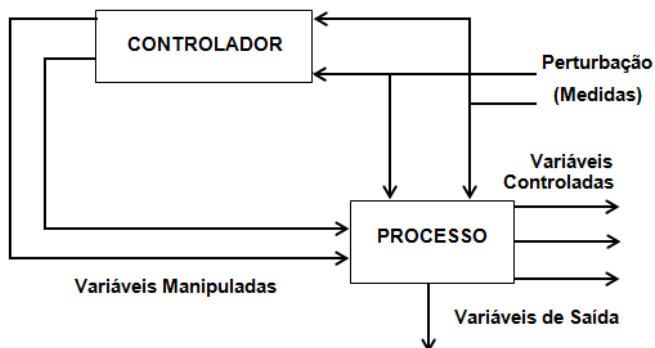 CONTROLADOR
Perturbação
(Medidas)
Variáveis
Controladas
PROCESSO
Variáveis Manipuladas
Variáveis de Saída